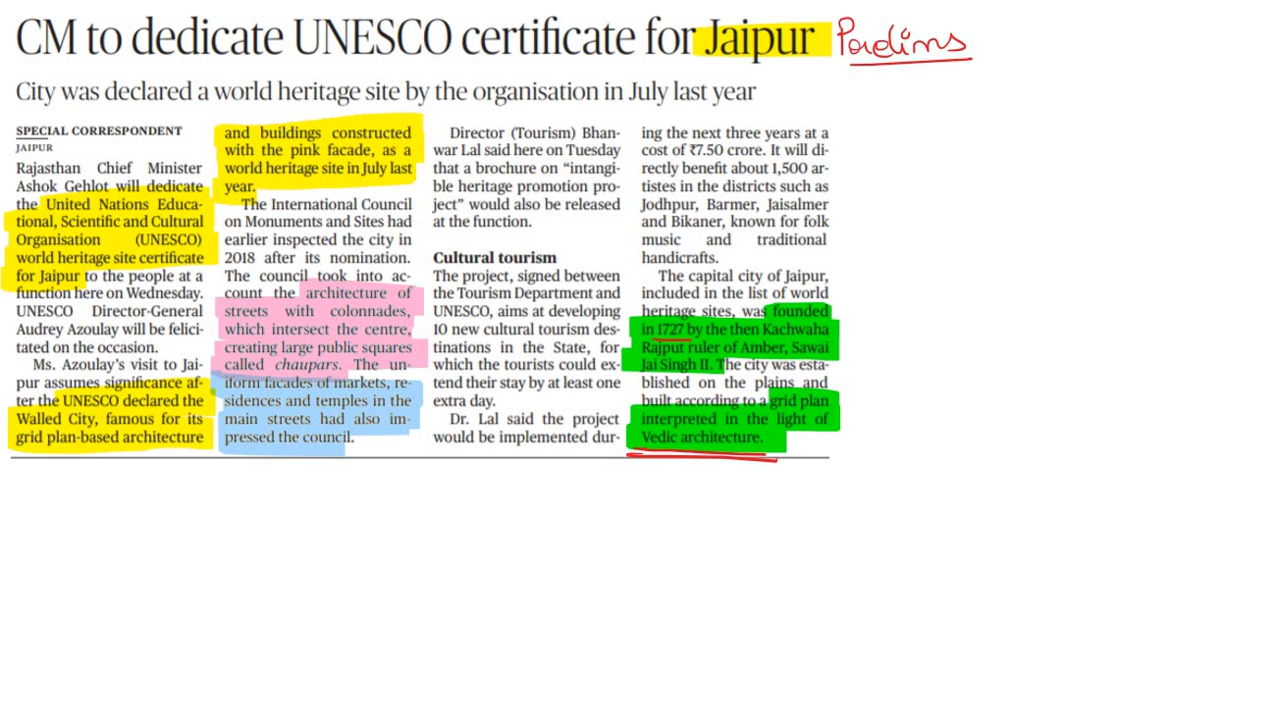 CM to dedicate UNESCO certificate for Jaipur
Prelims
City was declared a world heritage site by the organisation in July last year
SPECIAL CORRESPONDENT
JAIPUR
Rajasthan Chief Minister
Ashok Gehlot will dedicate
the United Nations Educa-
tional, Scientific and Cultural
Organisation (UNESCO)
world heritage site certificate
for Jaipur to the people at a
function here on Wednesday.
UNESCO Director-General
Audrey Azoulay will be felici-
tated on the occasion.
Ms. Azoulay's visit to Jai-
pur assumes significance af-
ter the UNESCO declared the
Walled City, famous for its
grid plan-based architecture
and buildings constructed
with the pink facade, as a
world heritage site in July last
year.
The International Council
on Monuments and Sites had
earlier inspected the city in
2018 after its nomination.
The council took into ac-
count the architecture of
streets with colonnades,
which intersect the centre,
creating large public squares
called chaupars. The un-
iform facades of markets, re-
sidences and temples in the
main streets had also im-
pressed the council.
Director (Tourism) Bhan-
war Lal said here on Tuesday
that a brochure on "intangi-
ble heritage promotion pro-
ject" would also be released
at the function.
Cultural tourism
The project, signed between
the Tourism Department and
UNESCO, aims at developing
10 new cultural tourism des-
tinations in the State, for
which the tourists could ex-
tend their stay by at least one
extra day.
Dr. Lal said the project
would be implemented dur-
ing the next three years at a
cost of ₹7.50 crore. It will di-
rectly benefit about 1,500 ar-
tistes in the districts such as
Jodhpur, Barmer, Jaisalmer
and Bikaner, known for folk
music and traditional
handicrafts.
The capital city of Jaipur,
included in the list of world
heritage sites, was founded
in 1727 by the then Kachwaha
Rajput ruler of Amber, Sawai
Jai Singh II. The city was esta-
blished on the plains and
built according to a grid plan
interpreted in the light of
Vedic architecture.